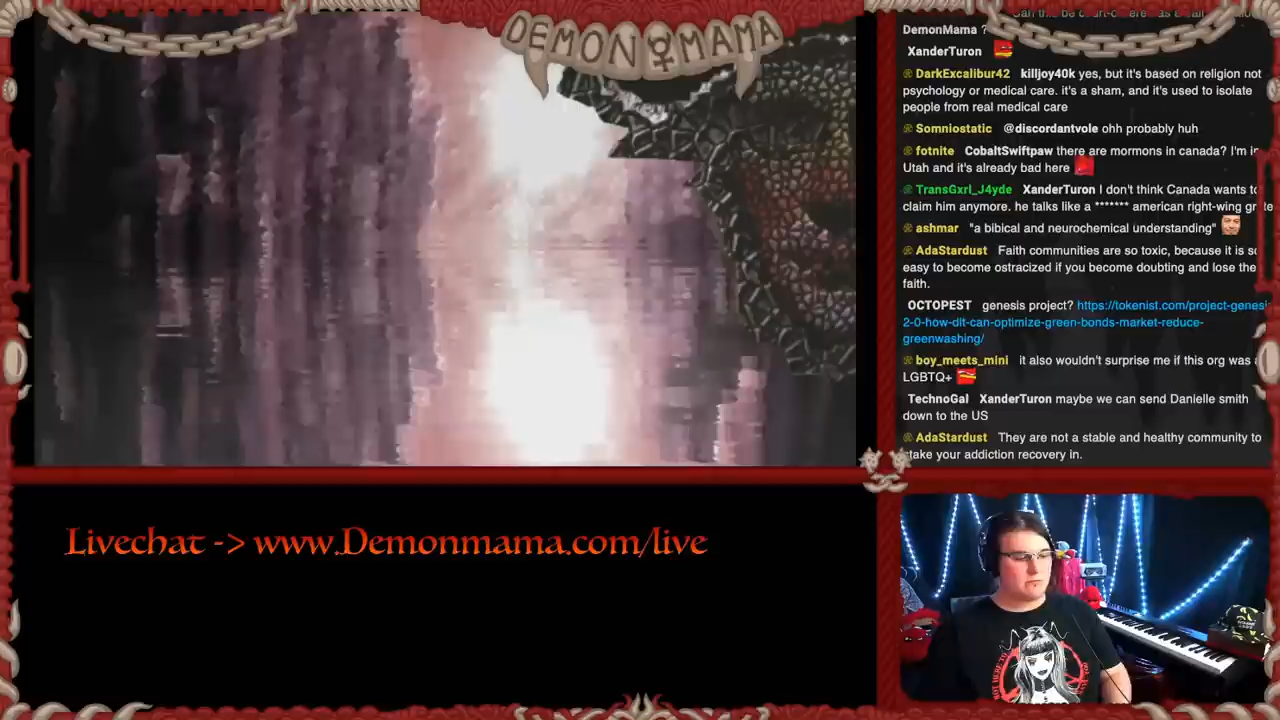 DEMON MAMA
DemonMama ?
XanderTuron
DarkExcalibur42 killjoy40k yes, but it's based on religion not
psychology or medical care. it's a sham, and it's used to isolate
people from real medical care
Somniostatic @discordantvole ohh probably huh
fotnite CobaltSwiftpaw there are mormons in canada? I'm in
Utah and it's already bad here
TransGxrl_J4yde XanderTuron I don't think Canada wants to
claim him anymore. he talks like a ******* american right-wing
ashmar "a bibical and neurochemical understanding"
AdaStardust Faith communities are so toxic, because it is so
easy to become ostracized if you become doubting and lose the
faith.
OCTOPEST genesis project? https://tokenist.com/project-genesi
2-0-how-dlt-can-optimize-green-bonds-market-reduce-
greenwashing/
boy_meets_mini it also wouldn't surprise me if this org was
LGBTQ+
TechnoGal XanderTuron maybe we can send Danielle smith
down to the US
AdaStardust They are not a stable and healthy community to
stake your addiction recovery in.
Livechat -> www.Demonmama.com/live